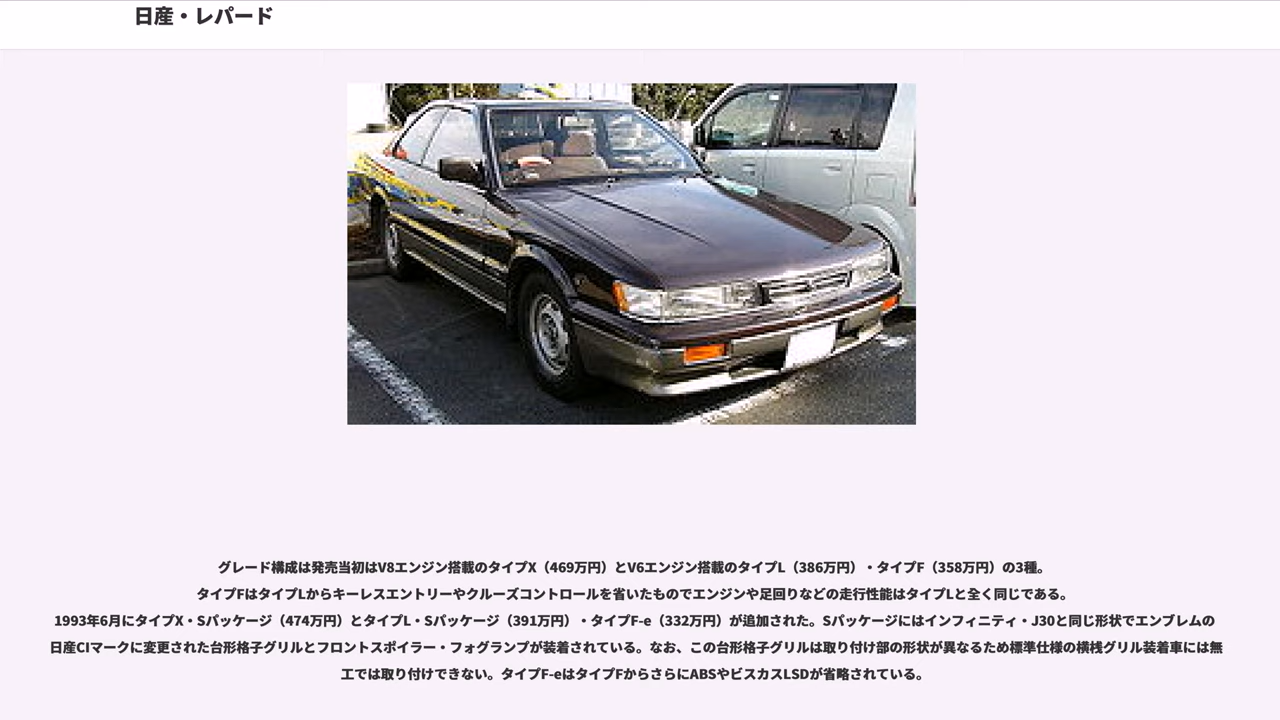 日産・レパード
グレード構成は発売当初はV8エンジン搭載のタイプX（469万円）とV6エンジン搭載のタイプL（386万円）・タイプF（358万円）の3種。
タイプFはタイプLからキーレスエントリーやクルーズコントロールを省いたものでエンジンや足回りなどの走行性能はタイプLと全く同じである。
1993年6月にタイプX・Sパッケージ（474万円）とタイプL・Sパッケージ（391万円）・タイプF-e（332万円）が追加された。Sパッケージにはインフィニティ・J30と同じ形状でエンブレムの
日産CIマークに変更された台形格子グリルとフロントスポイラー・フォグランプが装着されている。なお、この台形格子グリルは取り付け部の形状が異なるため標準仕様の横桟グリル装着車には無
工では取り付けできない。タイプF-eはタイプFからさらにABSやビスカスLSDが省略されている。